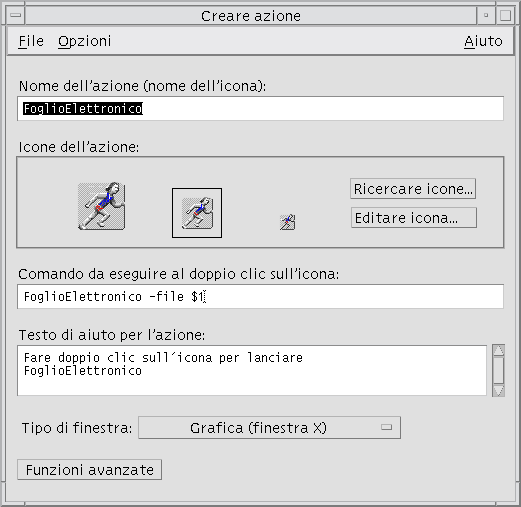 Creare azione
File Opzioni Aiuto
Nome dell'azione (nome dell'icona):
FoglioElettronico
Icone dell'azione:
Ricercare icone...
Editare icona...
Comando da eseguire al doppio clic sull'icona:
FoglioElettronico -file $1
Testo di aiuto per l'azione:
Fare doppio clic sull´icona per lanciare
FoglioElettronico
Tipo di finestra: Grafica (finestra X)
Funzioni avanzate